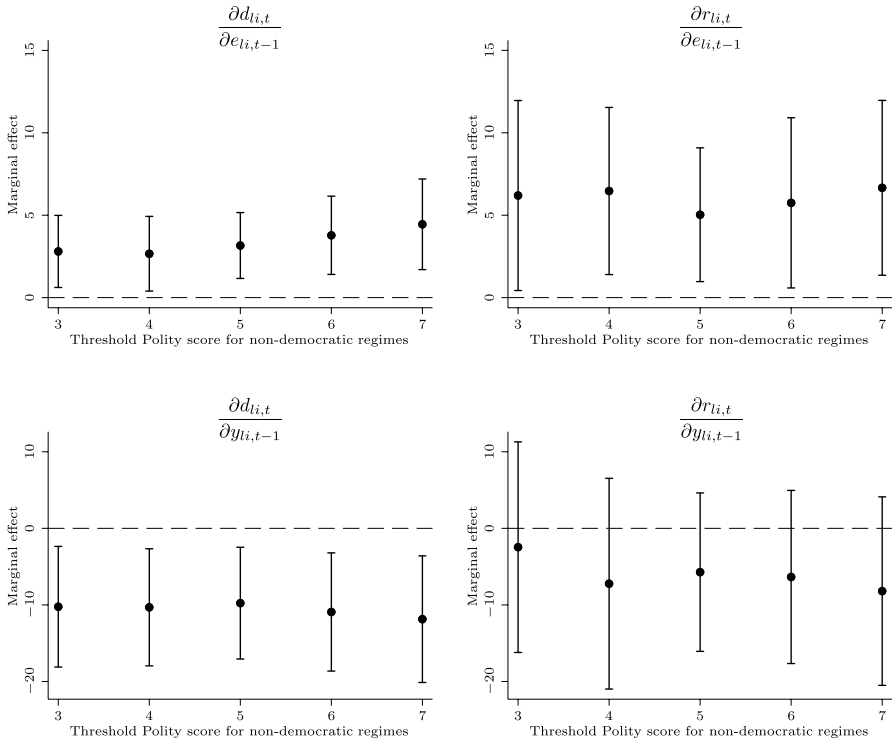 ∂d_{li,t}
∂e_{li,t−1}
Marginal effect
15
10
5
0
3 4 5 6 7
Threshold Polity score for non-democratic regimes
∂r_{li,t}
∂e_{li,t−1}
Marginal effect
15
10
5
0
3 4 5 6 7
Threshold Polity score for non-democratic regimes
∂d_{li,t}
∂y_{li,t−1}
Marginal effect
10
0
−10
−20
3 4 5 6 7
Threshold Polity score for non-democratic regimes
∂r_{li,t}
∂y_{li,t−1}
Marginal effect
10
0
−10
−20
3 4 5 6 7
Threshold Polity score for non-democratic regimes